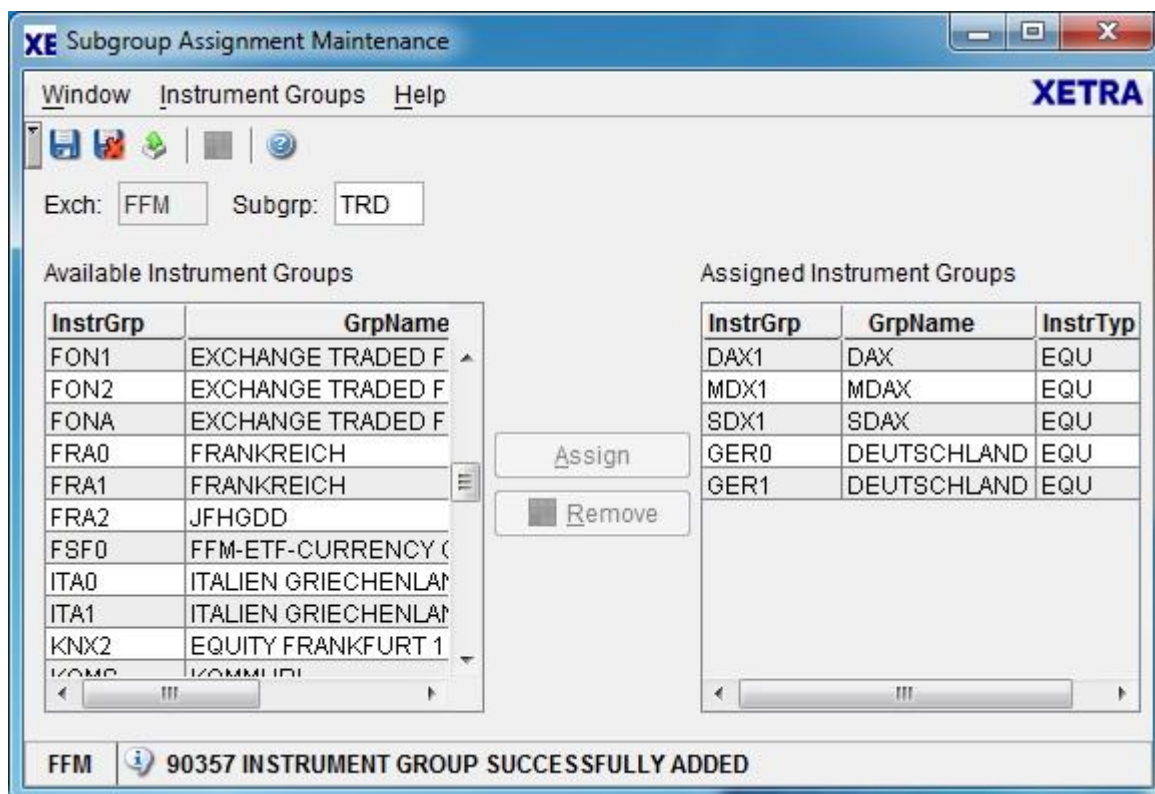 XE Subgroup Assignment Maintenance
Window Instrument Groups Help XETRA
Exch: FFM Subgrp: TRD
Available Instrument Groups
InstrGrp GrpName
FON1 EXCHANGE TRADED F
FON2 EXCHANGE TRADED F
FONA EXCHANGE TRADED F
FRA0 FRANKREICH
FRA1 FRANKREICH
FRA2 JFHGDD
FSF0 FFM-ETF-CURRENCY
ITA0 ITALIEN GRIECHENLAN
ITA1 ITALIEN GRIECHENLAN
KNX2 EQUITY FRANKFURT 1
Assign
Remove
Assigned Instrument Groups
InstrGrp GrpName InstrTyp
DAX1 DAX EQU
MDX1 MDAX EQU
SDX1 SDAX EQU
GER0 DEUTSCHLAND EQU
GER1 DEUTSCHLAND EQU
FFM 90357 INSTRUMENT GROUP SUCCESSFULLY ADDED